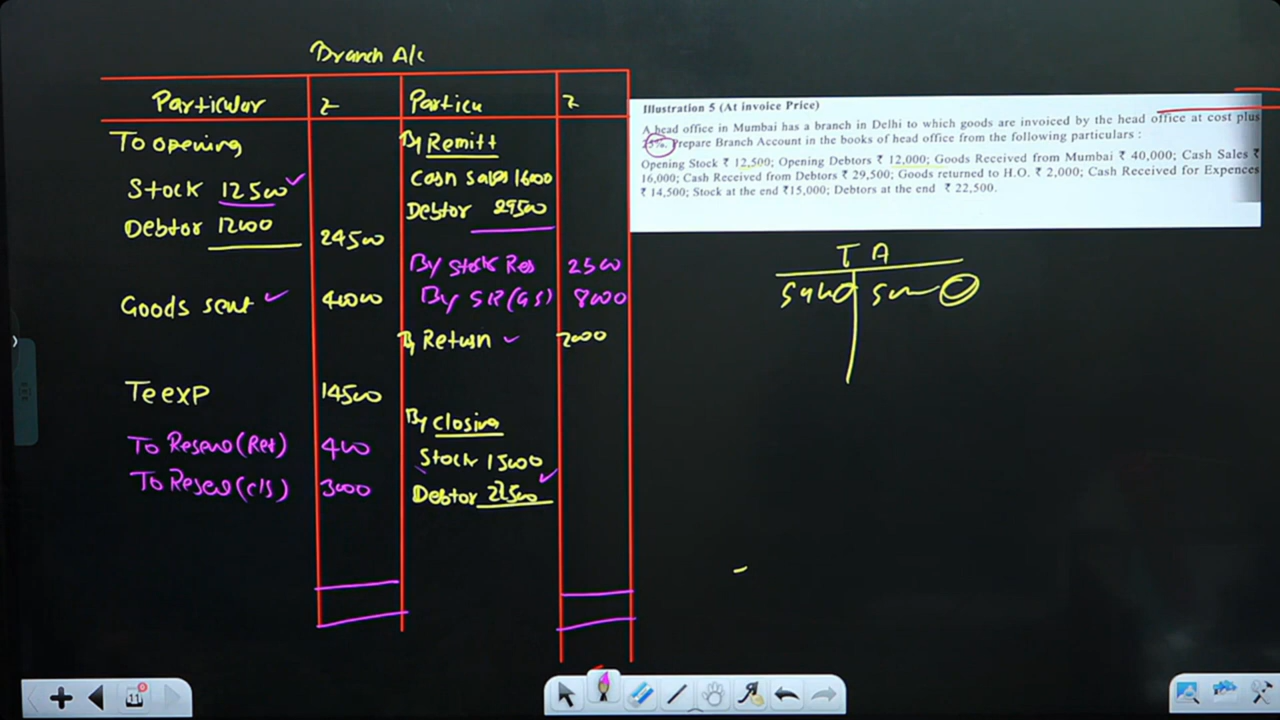 Branch A/c
Particular ₹ Particu ₹
To opening
Stock 12500
Debtor 12000 24500
Goods sent 40000
To exp 14500
To Reserve (Ret) 400
To Reserve (c/s) 3000
By Remitt
Cash sales 16000
Debtor 29500
By Stock Res 2500
By SR (GS) 8000
By Return 2000
By Closing
Stock 15000
Debtor 22500
Illustration 5 (At invoice Price)
A head office in Mumbai has a branch in Delhi to which goods are invoiced by the head office at cost plus
25%. Prepare Branch Account in the books of head office from the following particulars :
Opening Stock ₹ 12,500; Opening Debtors ₹ 12,000; Goods Received from Mumbai ₹ 40,000; Cash Sales ₹
16,000; Cash Received from Debtors ₹ 29,500; Goods returned to H.O. ₹ 2,000; Cash Received for Expences
₹ 14,500; Stock at the end ₹15,000; Debtors at the end ₹ 22,500.
T A
11